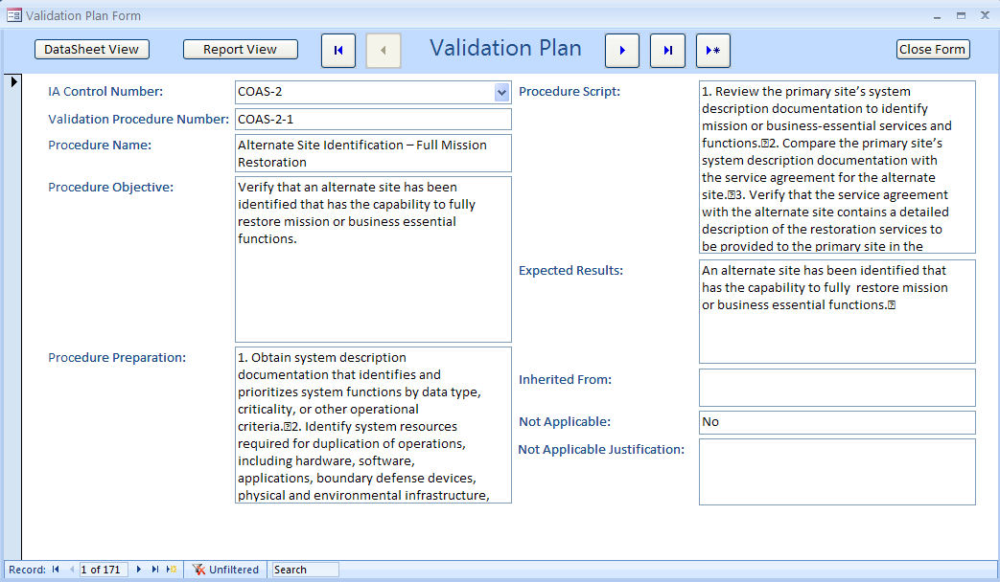 Validation Plan Form
DataSheet View
Report View
Validation Plan
Close Form
IA Control Number:
COAS-2
Validation Procedure Number:
COAS-2-1
Procedure Name:
Alternate Site Identification – Full Mission
Restoration
Procedure Objective:
Verify that an alternate site has been
identified that has the capability to fully
restore mission or business essential
functions.
Procedure Preparation:
1. Obtain system description
documentation that identifies and
prioritizes system functions by data type,
criticality, or other operational
criteria.⍰2. Identify system resources
required for duplication of operations,
including hardware, software,
applications, boundary defense devices,
physical and environmental infrastructure,
Procedure Script:
1. Review the primary site’s system
description documentation to identify
mission or business-essential services and
functions.⍰2. Compare the primary site’s
system description documentation with
the service agreement for the alternate
site.⍰3. Verify that the service agreement
with the alternate site contains a detailed
description of the restoration services to
be provided to the primary site in the
Expected Results:
An alternate site has been identified that
has the capability to fully  restore mission
or business essential functions.⍰
Inherited From:
Not Applicable:
No
Not Applicable Justification:
Record:
1 of 171
Unfiltered
Search